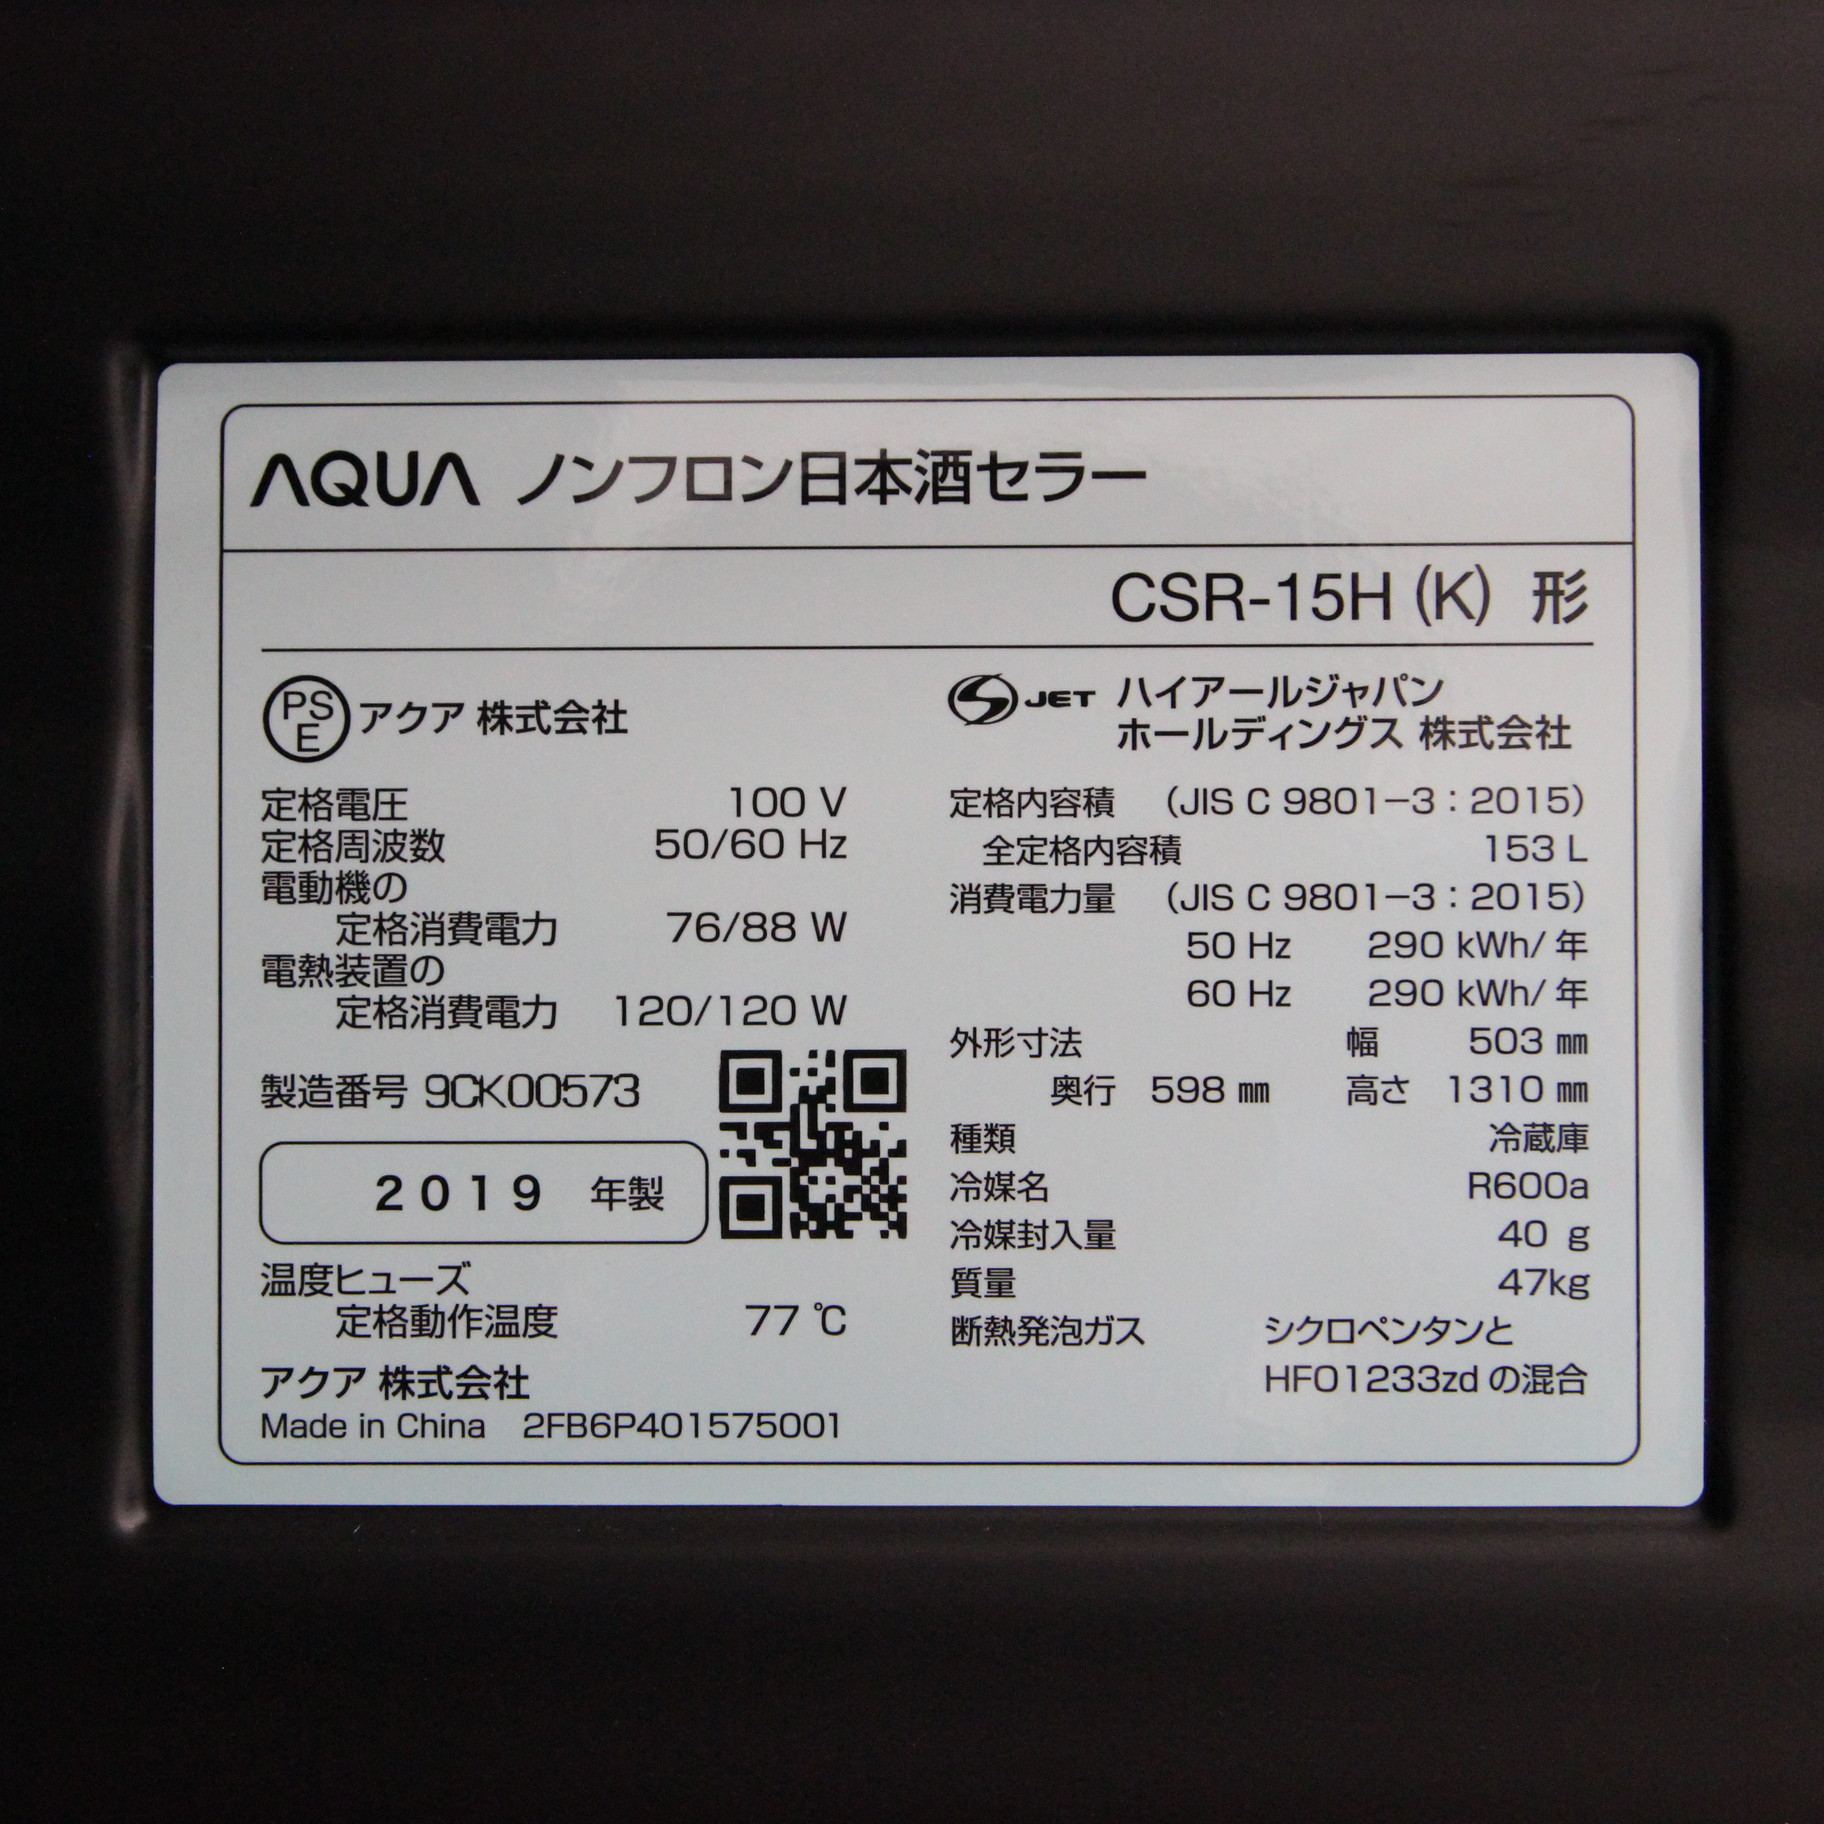 AQUA ノンフロン日本酒セラー
CSR-15H (K) 形
PSE アクア 株式会社
定格電圧 100 V
定格周波数 50/60 Hz
電動機の
定格消費電力 76/88 W
電熱装置の
定格消費電力 120/120 W
製造番号 9CK00573
2019 年製
温度ヒューズ
定格動作温度 77 ℃
アクア 株式会社
Made in China 2FB6P401575001
JET ハイアールジャパン
ホールディングス 株式会社
定格内容積 (JIS C 9801-3:2015)
全定格内容積 153 L
消費電力量 (JIS C 9801-3:2015)
50 Hz 290 kWh/年
60 Hz 290 kWh/年
外形寸法 幅 503 ㎜
奥行 598 ㎜ 高さ 1310 ㎜
種類 冷蔵庫
冷媒名 R600a
冷媒封入量 40 g
質量 47kg
断熱発泡ガス シクロペンタンと
HFO1233zd の混合